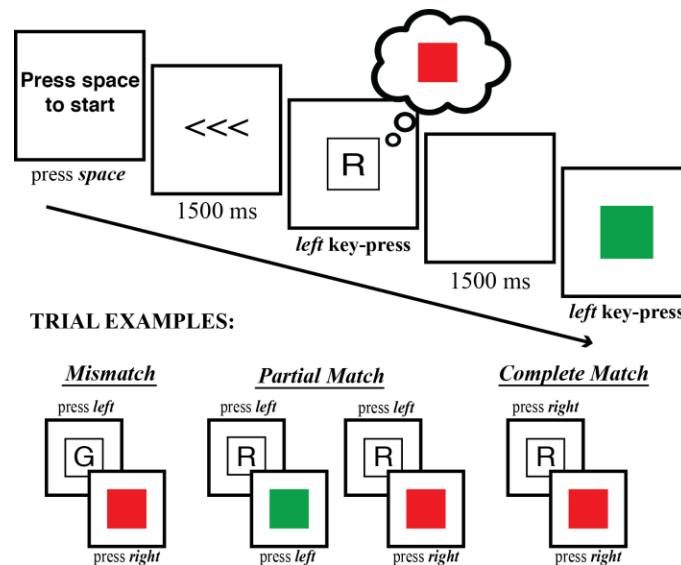 Press space
to start
press space
<<<
1500 ms
R
left key-press
1500 ms
left key-press
TRIAL EXAMPLES:
Mismatch
press left
G
press right
Partial Match
press left
R
press left
press left
R
press right
Complete Match
press right
R
press right